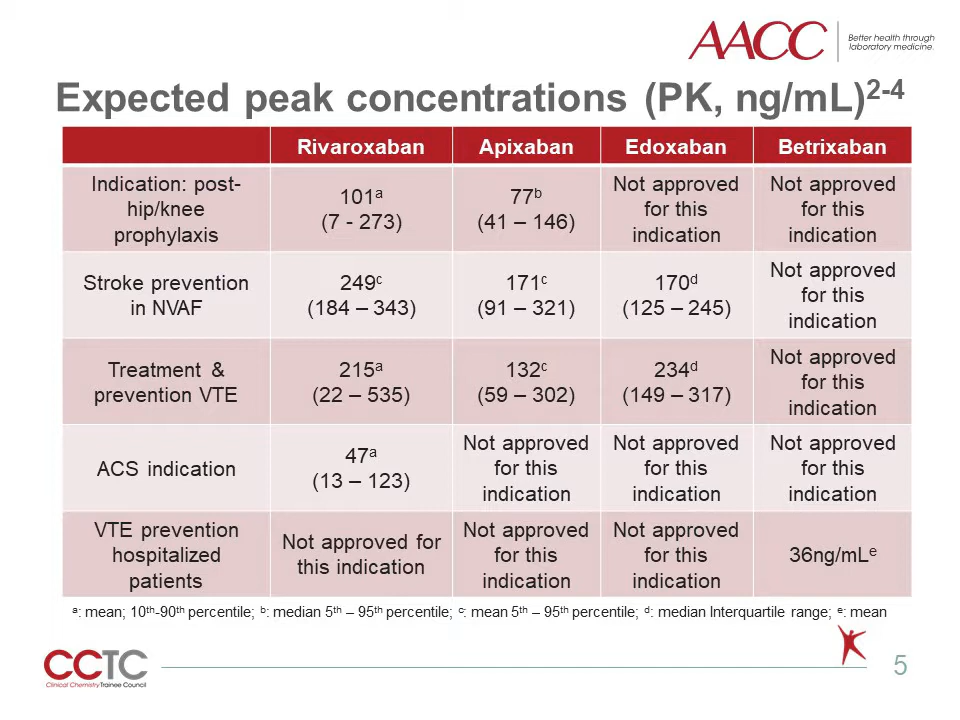 AACC
Better health through
laboratory medicine.
Expected peak concentrations (PK, ng/mL)2-4
Rivaroxaban Apixaban Edoxaban Betrixaban
Indication: post-
hip/knee
prophylaxis
101a
(7 - 273)
77b
(41 – 146)
Not approved
for this
indication
Not approved
for this
indication
Stroke prevention
in NVAF
249c
(184 – 343)
171c
(91 – 321)
170d
(125 – 245)
Not approved
for this
indication
Treatment &
prevention VTE
215a
(22 – 535)
132c
(59 – 302)
234d
(149 – 317)
Not approved
for this
indication
ACS indication
47a
(13 – 123)
Not approved
for this
indication
Not approved
for this
indication
Not approved
for this
indication
VTE prevention
hospitalized
patients
Not approved for
this indication
Not approved
for this
indication
Not approved
for this
indication
36ng/mLe
a: mean; 10th-90th percentile; b: median 5th – 95th percentile; c: mean 5th – 95th percentile; d: median Interquartile range; e: mean
CCTC
Clinical Chemistry Trainee Council
5